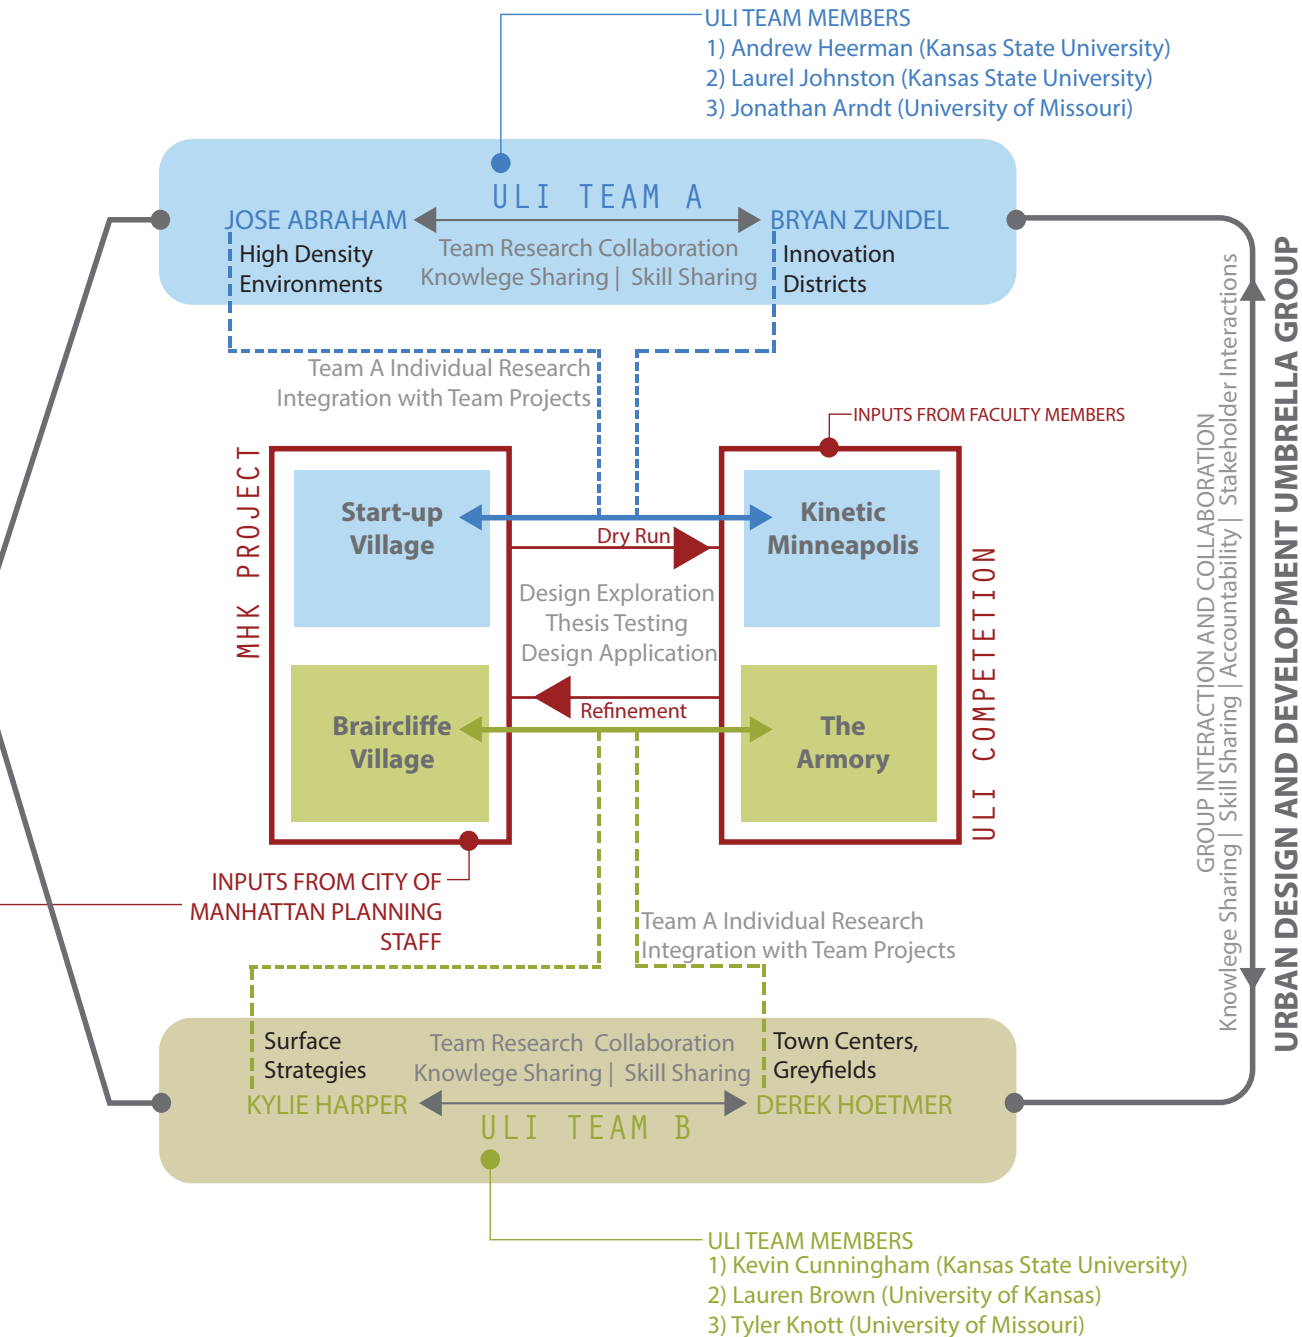 ULI TEAM MEMBERS
1) Andrew Heerman (Kansas State University)
2) Laurel Johnston (Kansas State University)
3) Jonathan Arndt (University of Missouri)
ULI TEAM A
JOSE ABRAHAM
High Density
Environments
Team Research Collaboration
Knowlege Sharing | Skill Sharing
BRYAN ZUNDEL
Innovation
Districts
Team A Individual Research
Integration with Team Projects
INPUTS FROM FACULTY MEMBERS
MHK PROJECT
Start-up
Village
Kinetic
Minneapolis
Dry Run
Design Exploration
Thesis Testing
Design Application
Refinement
Braircliffe
Village
The
Armory
ULI COMPETETION
INPUTS FROM CITY OF
MANHATTAN PLANNING
STAFF
Team A Individual Research
Integration with Team Projects
Surface
Strategies
KYLIE HARPER
Team Research Collaboration
Knowlege Sharing | Skill Sharing
Town Centers,
Greyfields
DEREK HOETMER
ULI TEAM B
ULI TEAM MEMBERS
1) Kevin Cunningham (Kansas State University)
2) Lauren Brown (University of Kansas)
3) Tyler Knott (University of Missouri)
GROUP INTERACTION AND COLLABORATION
Knowlege Sharing | Skill Sharing | Accountability | Stakeholder Interactions
URBAN DESIGN AND DEVELOPMENT UMBRELLA GROUP